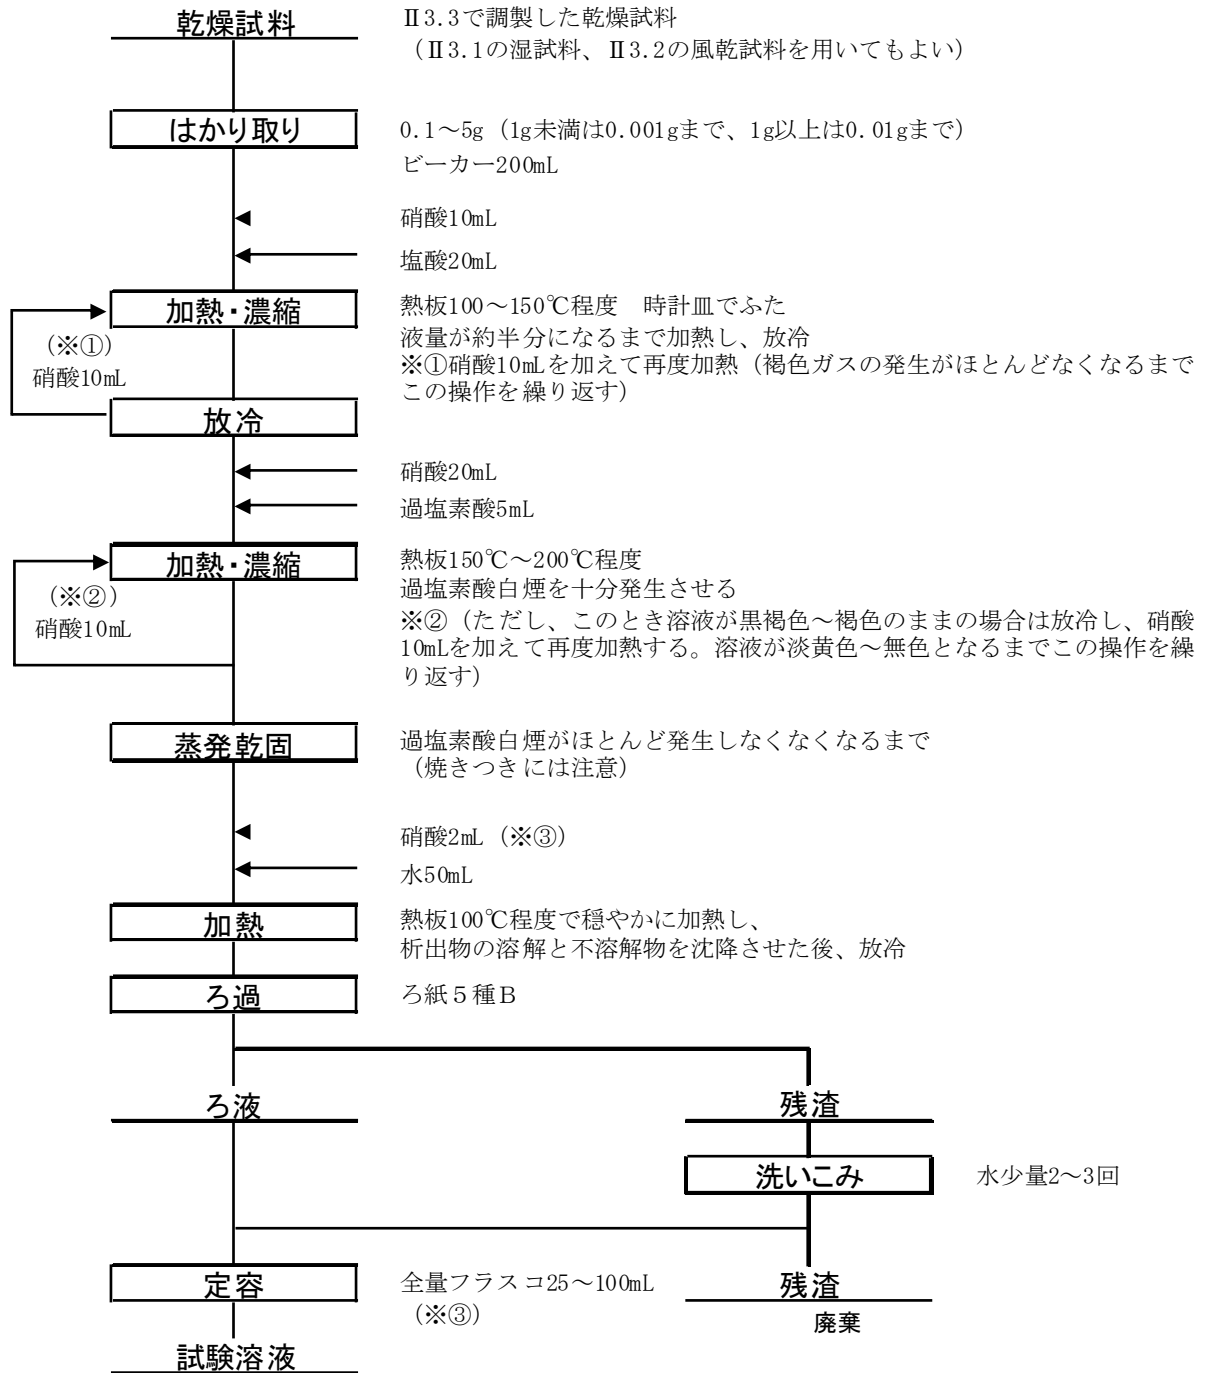 乾燥試料
Ⅱ3.3で調製した乾燥試料
（Ⅱ3.1の湿試料、Ⅱ3.2の風乾試料を用いてもよい）
はかり取り
0.1～5g（1g未満は0.001gまで、1g以上は0.01gまで）
ビーカー200mL
硝酸10mL
塩酸20mL
加熱・濃縮
熱板100～150℃程度　時計皿でふた
液量が約半分になるまで加熱し、放冷
※①硝酸10mLを加えて再度加熱（褐色ガスの発生がほとんどなくなるまで
この操作を繰り返す）
（※①）
硝酸10mL
放冷
硝酸20mL
過塩素酸5mL
加熱・濃縮
熱板150℃～200℃程度
過塩素酸白煙を十分発生させる
※②（ただし、このとき溶液が黒褐色～褐色のままの場合は放冷し、硝酸
10mLを加えて再度加熱する。溶液が淡黄色～無色となるまでこの操作を繰
り返す）
（※②）
硝酸10mL
蒸発乾固
過塩素酸白煙がほとんど発生しなくなくなるまで
（焼きつきには注意）
硝酸2mL（※③）
水50mL
加熱
熱板100℃程度で穏やかに加熱し、
析出物の溶解と不溶解物を沈降させた後、放冷
ろ過
ろ紙５種Ｂ
ろ液
残渣
洗いこみ
水少量2～3回
定容
全量フラスコ25～100mL
（※③）
残渣
廃棄
試験溶液